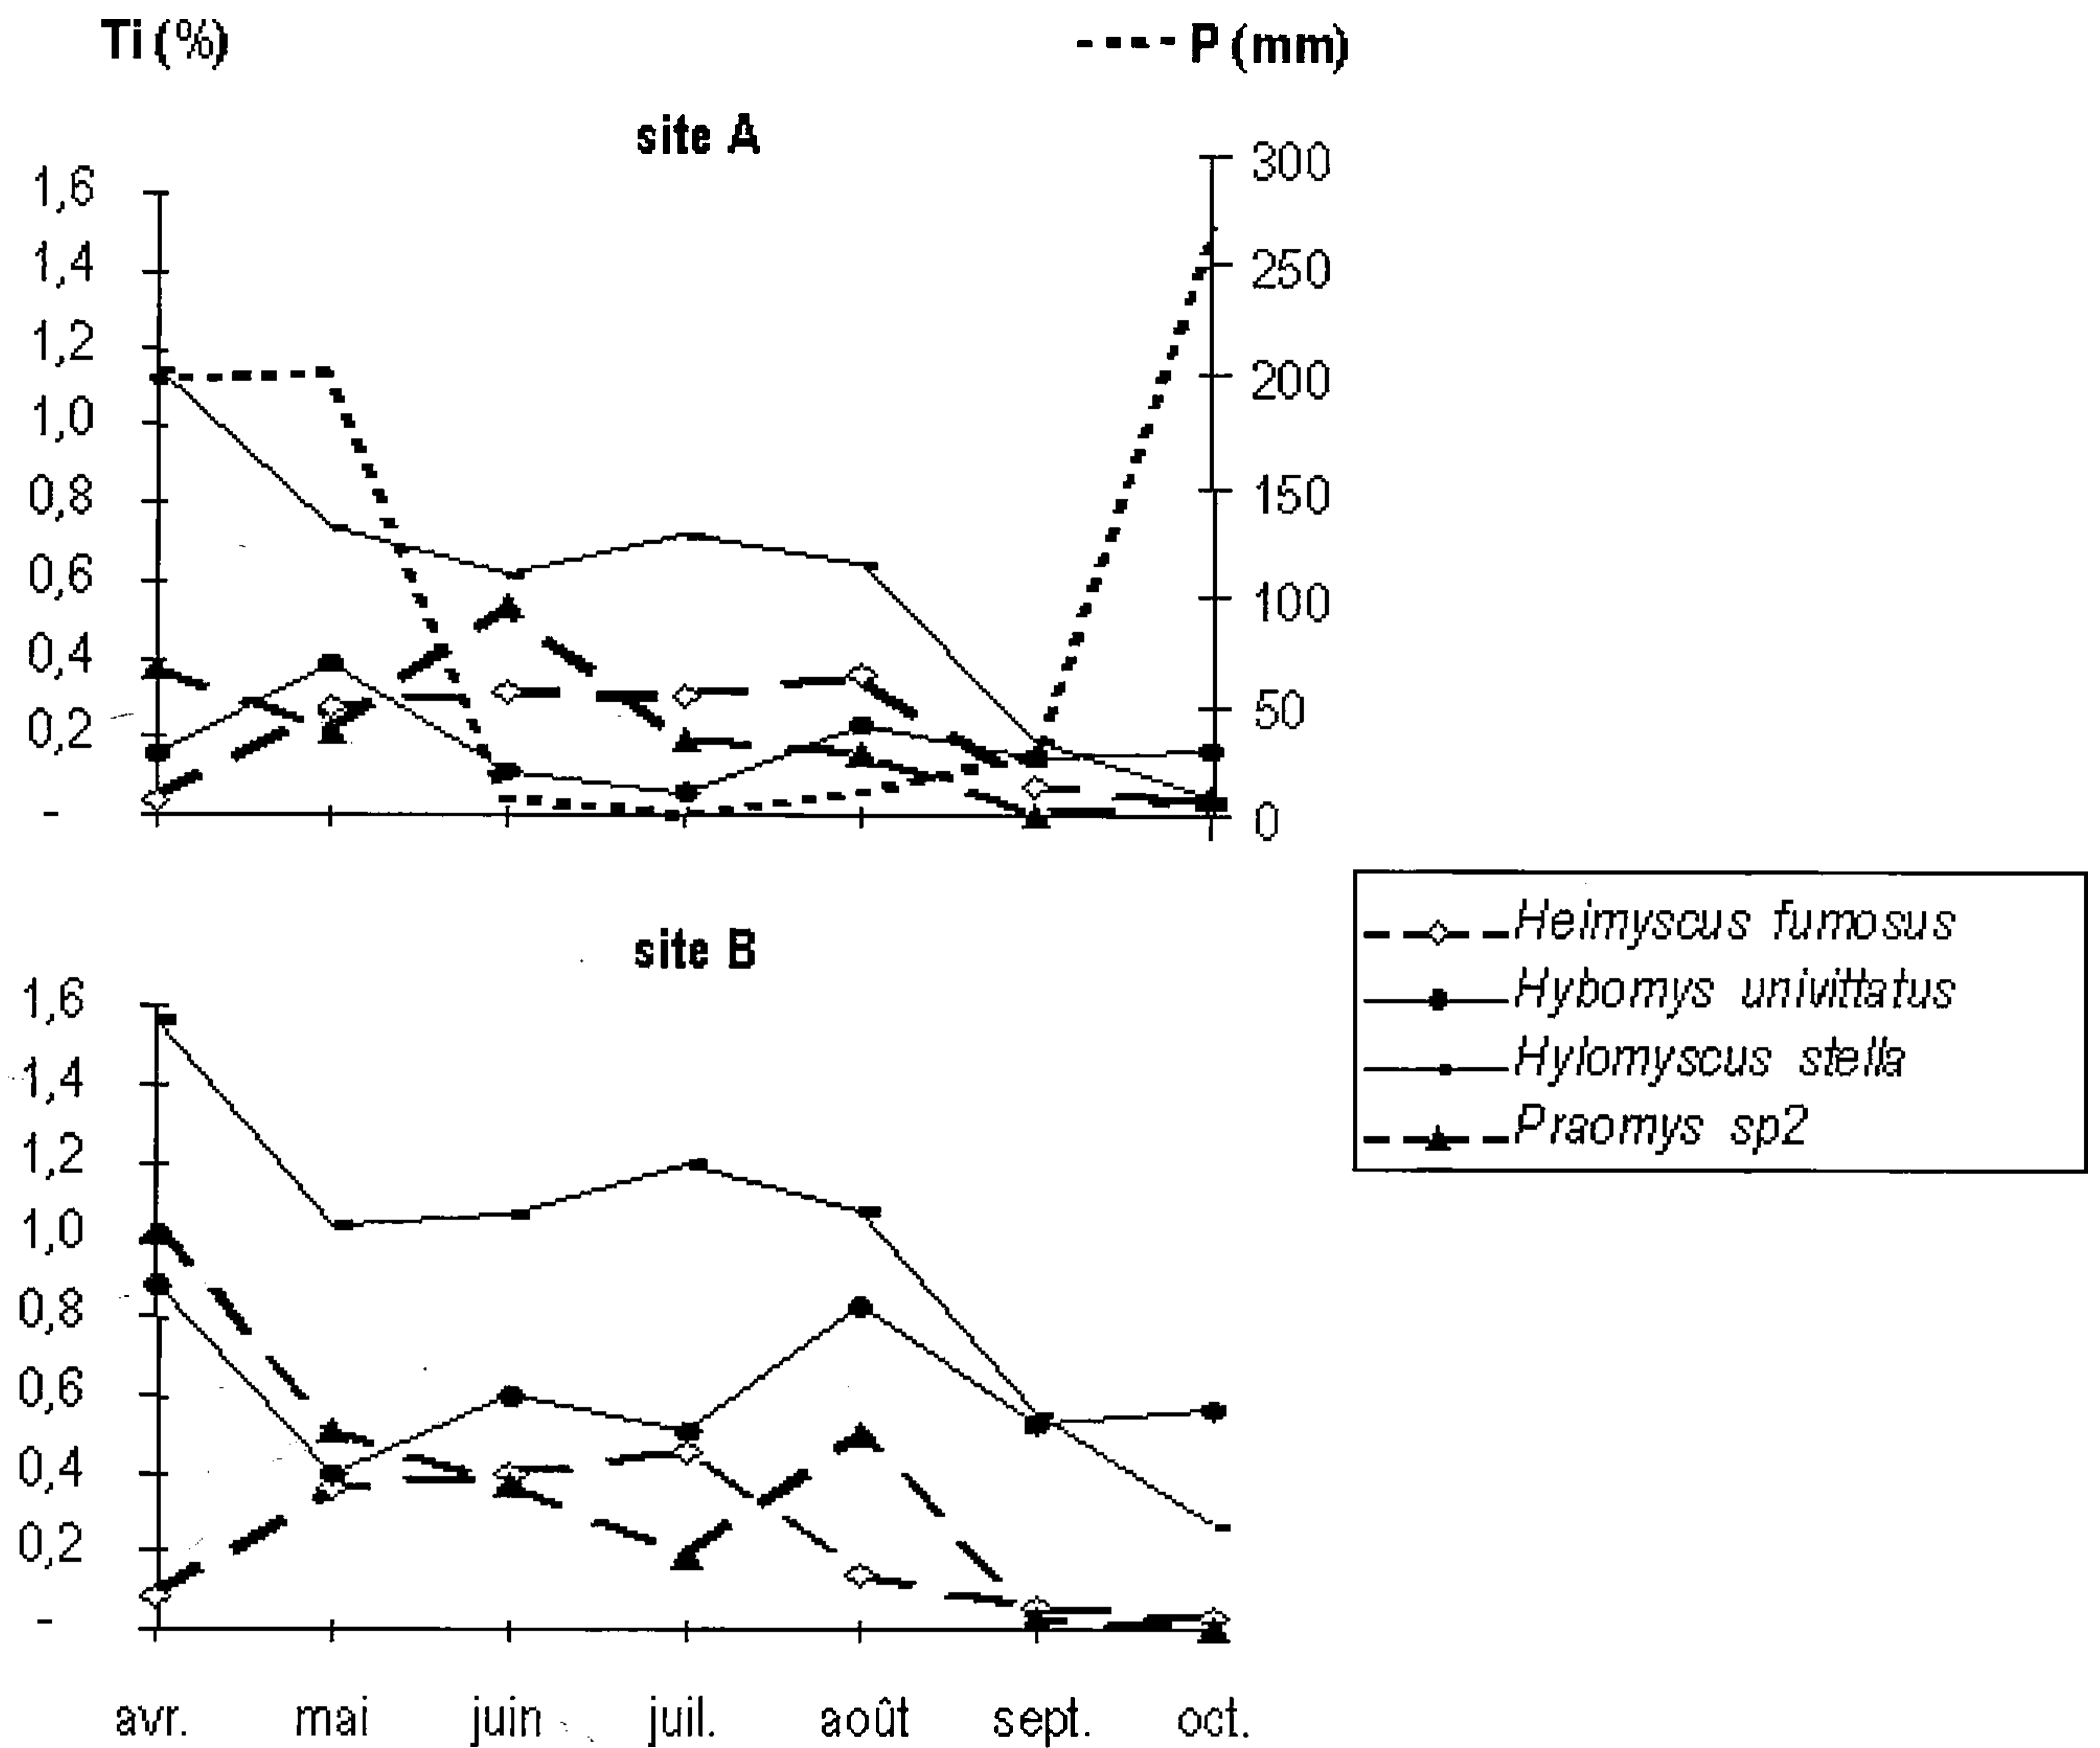 Ti (%)
P (mm)
site A
1,6
1,4
1,2
1,0
0,8
0,6
0,4
0,2
-
300
250
200
150
100
50
0
Heimyscus fumosus
Hybomys univittatus
Hylomyscus stella
Praomys sp2
site B
1,6
1,4
1,2
1,0
0,8
0,6
0,4
0,2
-
avr. mai juin juil. août sept. oct.